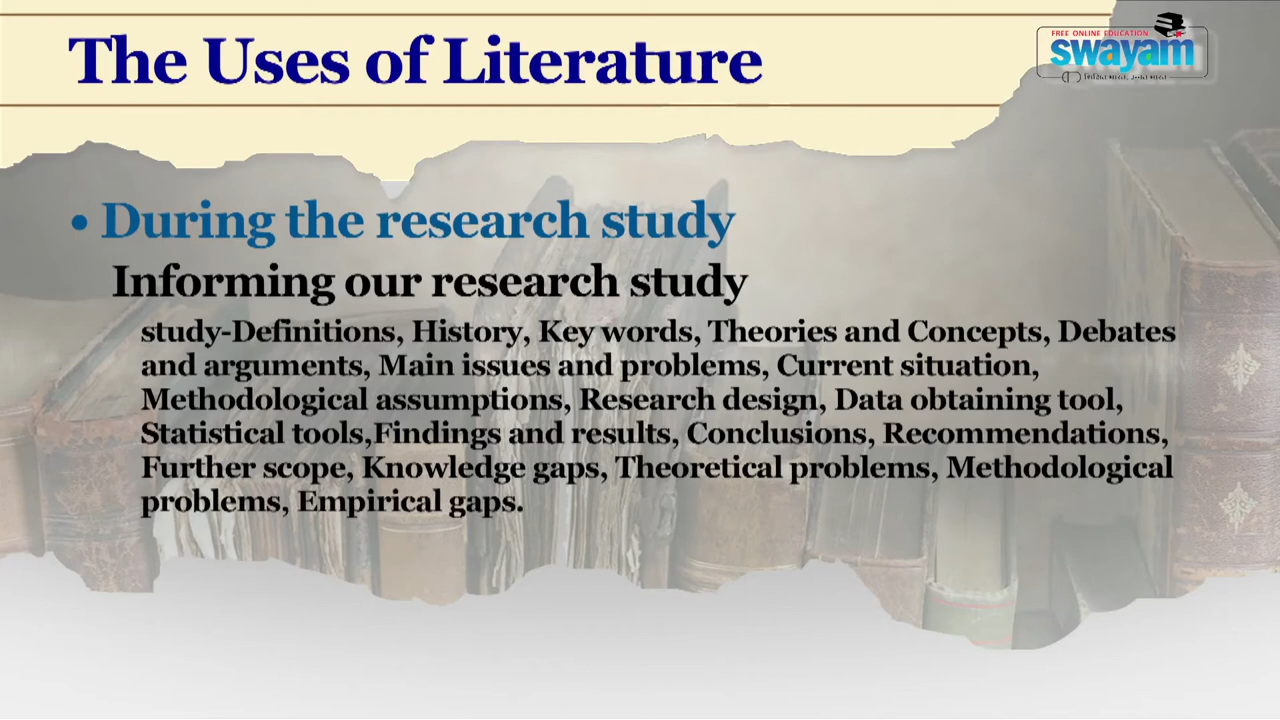 The Uses of Literature
FREE ONLINE EDUCATION
swayam
• During the research study
Informing our research study
study-Definitions, History, Key words, Theories and Concepts, Debates
and arguments, Main issues and problems, Current situation,
Methodological assumptions, Research design, Data obtaining tool,
Statistical tools,Findings and results, Conclusions, Recommendations,
Further scope, Knowledge gaps, Theoretical problems, Methodological
problems, Empirical gaps.